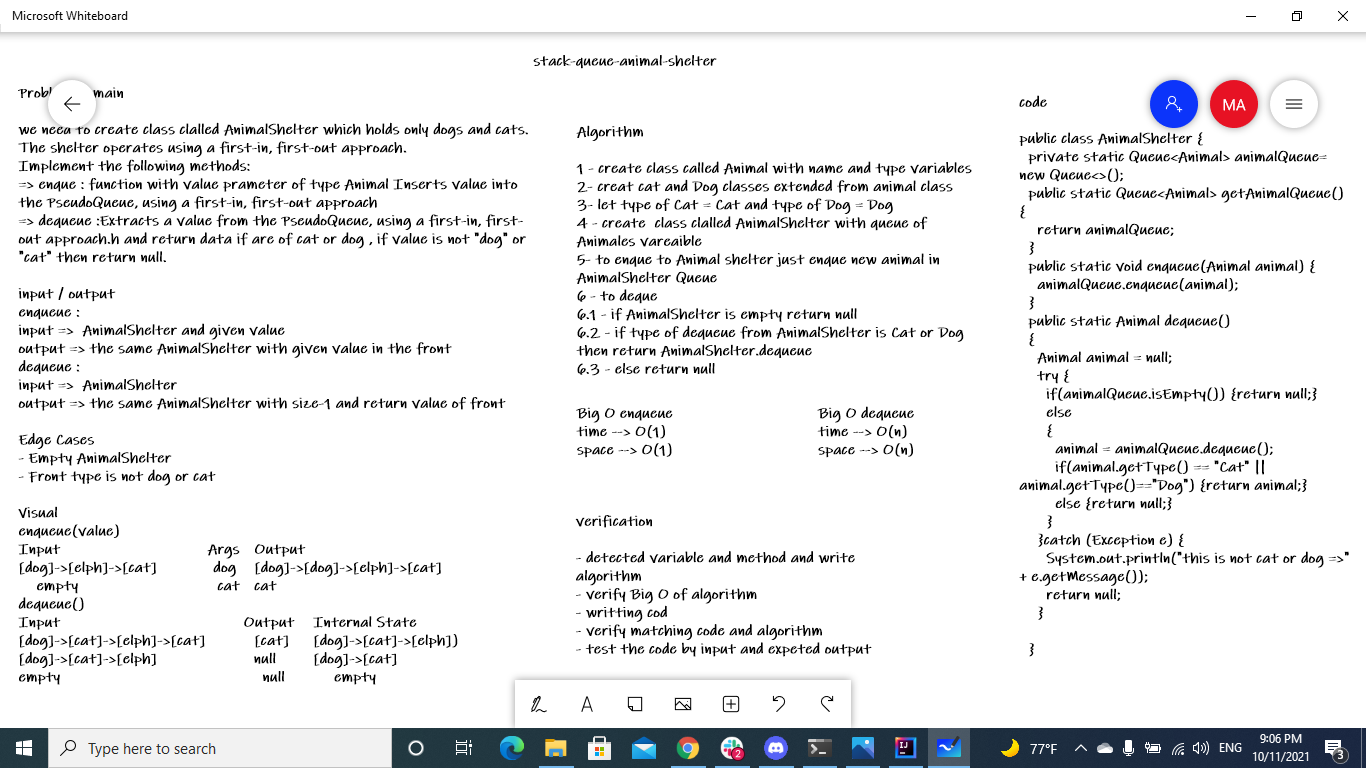 Microsoft Whiteboard
stack-queue-animal-shelter
main
we need to create class clalled AnimalShelter which holds only dogs and cats.
The shelter operates using a first-in, first-out approach.
Implement the following methods:
=> enque : function with value prameter of type Animal Inserts value into
the PseudoQueue, using a first-in, first-out approach
=> dequeue :Extracts a value from the PseudoQueue, using a first-in, first-
out approach.h and return data if are of cat or dog , if value is not "dog" or
"cat" then return null.
input / output
enqueue :
input => AnimalShelter and given value
output => the same AnimalShelter with given value in the front
dequeue :
input => AnimalShelter
output => the same AnimalShelter with size-1 and return value of front
Edge Cases
- Empty AnimalShelter
- Front type is not dog or cat
Visual
enqueue(value)
Input Args Output
[dog]->[elph]->[cat] dog [dog]->[dog]->[elph]->[cat]
empty cat cat
dequeue()
Input Output Internal State
[dog]->[cat]->[elph]->[cat] [cat] [dog]->[cat]->[elph])
[dog]->[cat]->[elph] null [dog]->[cat]
empty null empty
Algorithm
1 - create class called Animal with name and type variables
2- creat cat and Dog classes extended from animal class
3- let type of Cat = Cat and type of Dog = Dog
4 - create class clalled AnimalShelter with queue of
Animales vareaible
5- to enque to Animal shelter just enque new animal in
AnimalShelter Queue
6 - to deque
6.1 - if AnimalShelter is empty return null
6.2 - if type of dequeue from AnimalShelter is Cat or Dog
then return AnimalShelter.dequeue
6.3 - else return null
Big O enqueue
time --> O(1)
space --> O(1)
Big O dequeue
time --> O(n)
space --> O(n)
verification
- detected variable and method and write
algorithm
- verify Big O of algorithm
- writting cod
- verify matching code and algorithm
- test the code by input and expeted output
code
MA
public class AnimalShelter {
private static Queue<Animal> animalQueue=
new Queue<>();
public static Queue<Animal> getAnimalQueue()
{
return animalQueue;
}
public static void enqueue(Animal animal) {
animalQueue.enqueue(animal);
}
public static Animal dequeue()
{
Animal animal = null;
try {
if(animalQueue.isEmpty()) {return null;}
else
{
animal = animalQueue.dequeue();
if(animal.getType() == "Cat" ||
animal.getType()=="Dog") {return animal;}
else {return null;}
}
}catch (Exception e) {
System.out.println("this is not cat or dog =>"
+ e.getMessage());
return null;
}
}
Type here to search
2
77°F
ENG
9:06 PM
10/11/2021
3